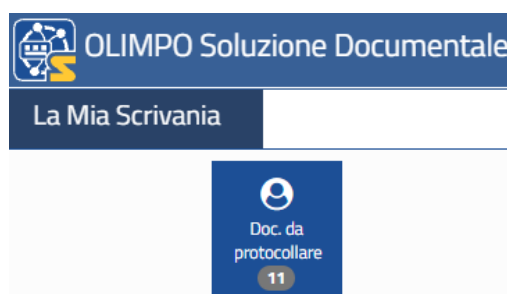 OLIMPO Soluzione Documentale
La Mia Scrivania
Doc. da
protocollare
11